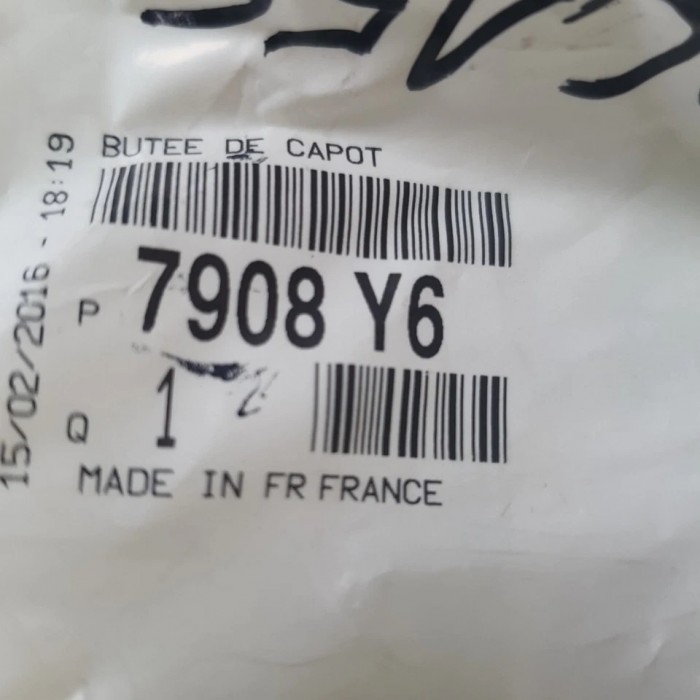 BUTEE DE CAPOT
P 7908 Y6
Q 1
MADE IN FR FRANCE
15/02/2016 - 18:19